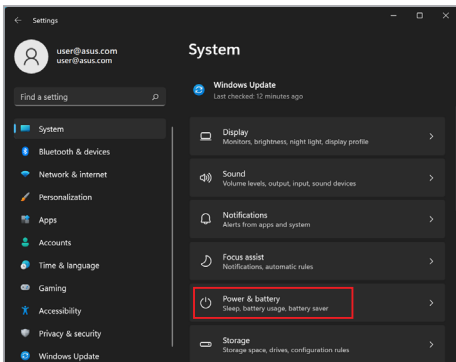 Settings
user@asus.com
user@asus.com
Find a setting
System
Bluetooth & devices
Network & internet
Personalization
Apps
Accounts
Time & language
Gaming
Accessibility
Privacy & security
Windows Update
System
Windows Update
Last checked: 12 minutes ago
Display
Monitors, brightness, night light, display profile
Sound
Volume levels, output, input, sound devices
Notifications
Alerts from apps and system
Focus assist
Notifications, automatic rules
Power & battery
Sleep, battery usage, battery saver
Storage
Storage space, drives, configuration rules